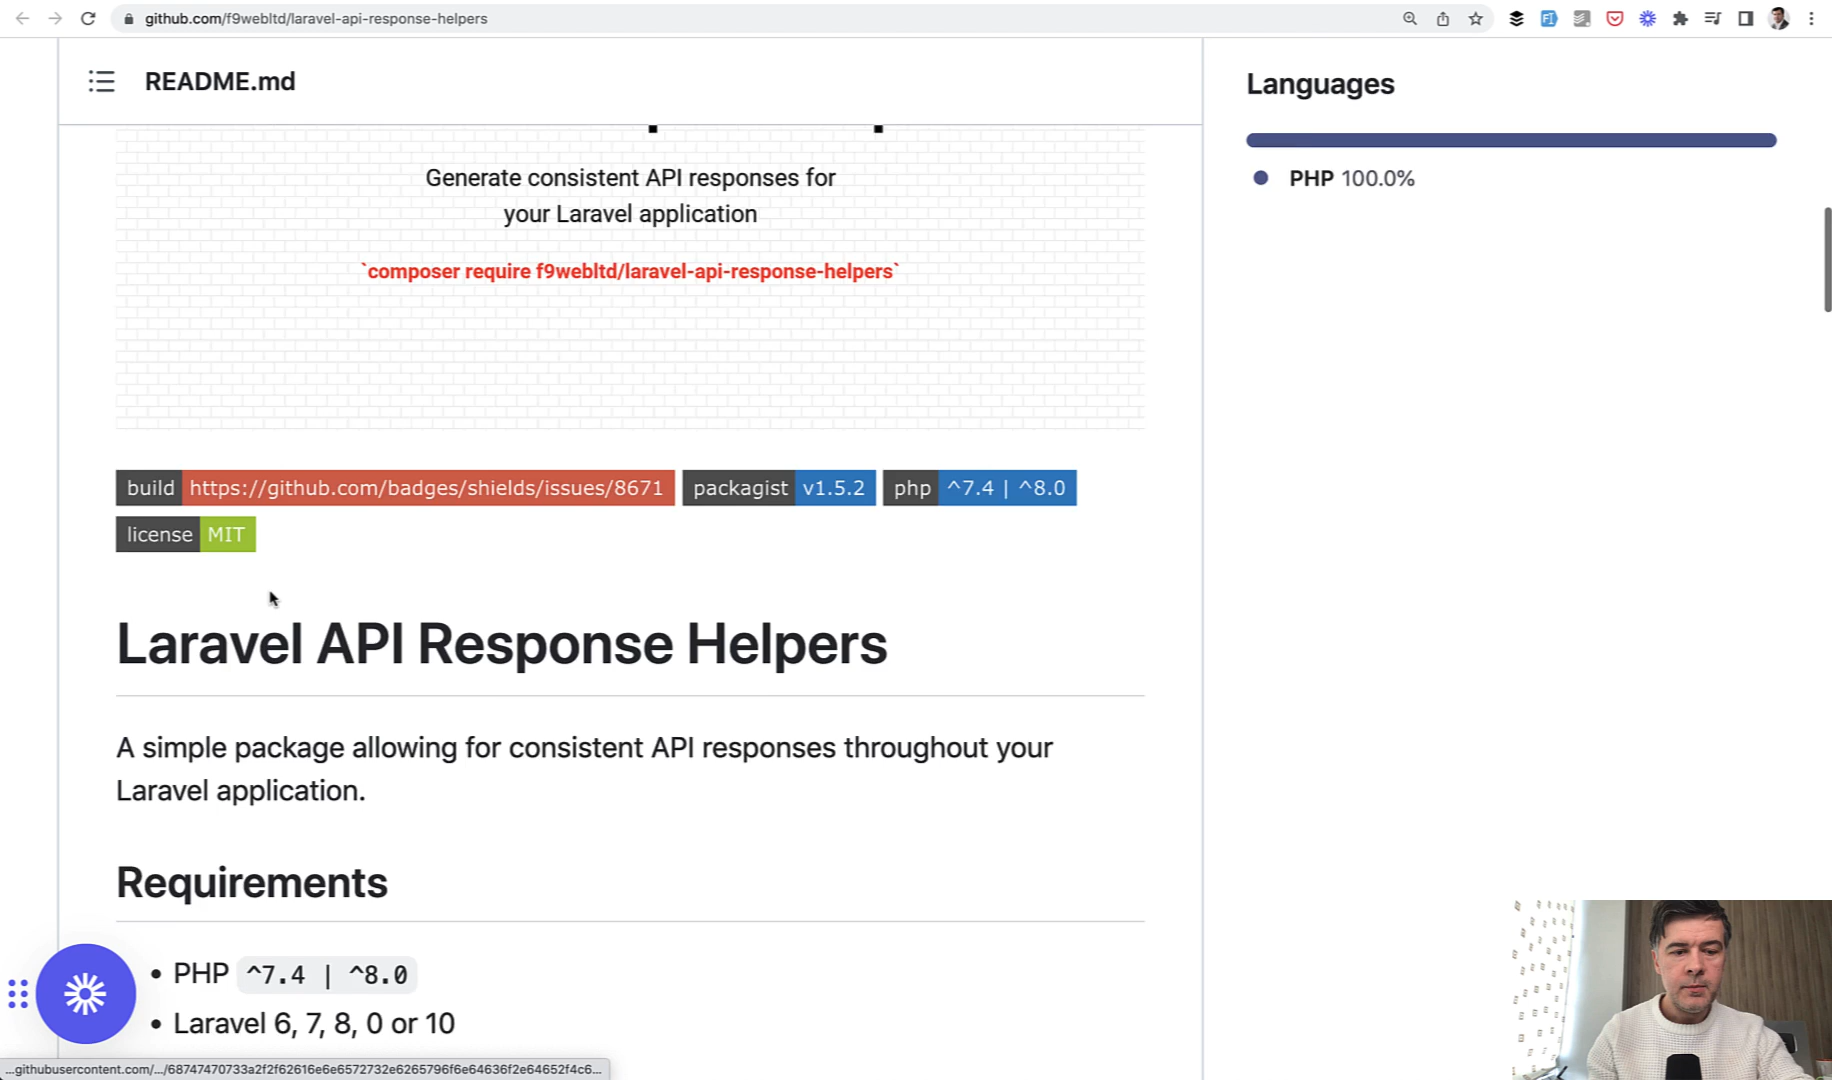 github.com/f9webltd/laravel-api-response-helpers
README.md
Languages
PHP 100.0%
Generate consistent API responses for
your Laravel application
`composer require f9webltd/laravel-api-response-helpers`
build https://github.com/badges/shields/issues/8671 packagist v1.5.2 php ^7.4 | ^8.0
license MIT
Laravel API Response Helpers
A simple package allowing for consistent API responses throughout your
Laravel application.
Requirements
• PHP ^7.4 | ^8.0
• Laravel 6, 7, 8, 0 or 10
...githubusercontent.com/.../68747470733a2f2f62616e6e6572732e6265796f6e64636f2e64652f4c6...